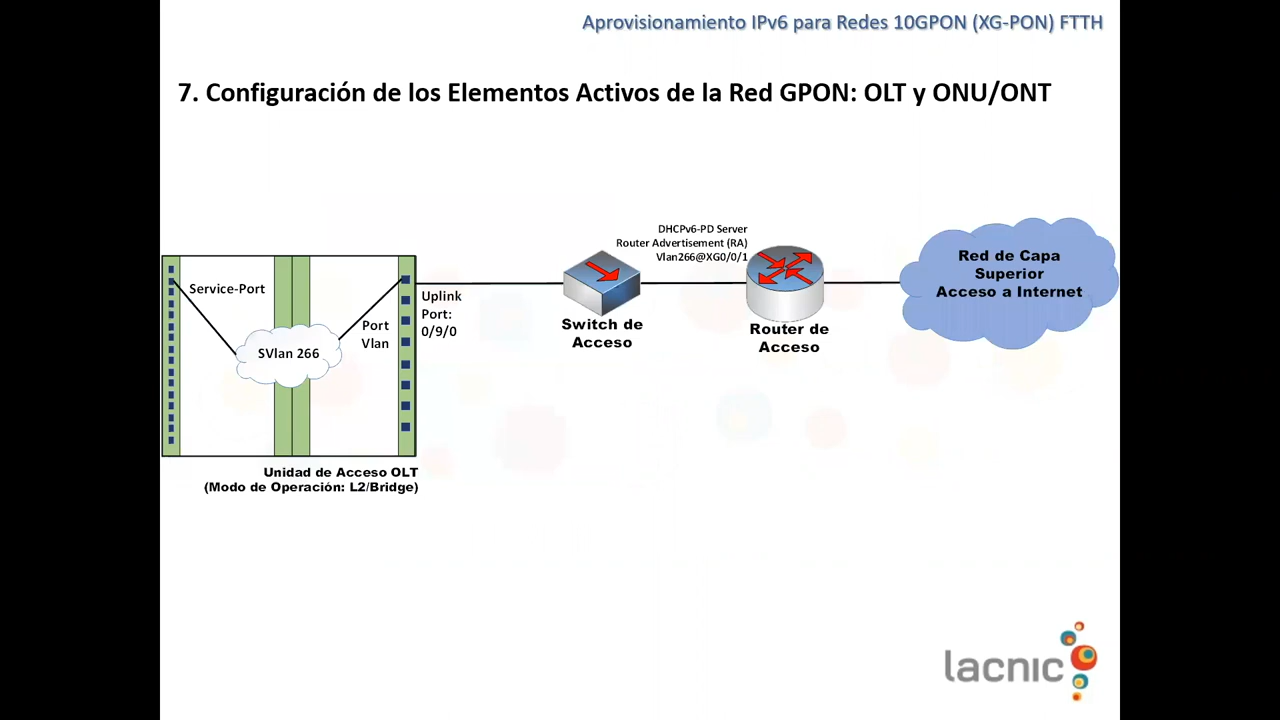 Aprovisionamiento IPv6 para Redes 10GPON (XG-PON) FTTH
7. Configuración de los Elementos Activos de la Red GPON: OLT y ONU/ONT
DHCPv6-PD Server
Router Advertisement (RA)
Vlan266@XG0/0/1
Red de Capa
Superior
Acceso a Internet
Service-Port
Uplink
Port:
0/9/0
Port
Vlan
SVlan 266
Switch de
Acceso
Router de
Acceso
Unidad de Acceso OLT
(Modo de Operación: L2/Bridge)
lacnic